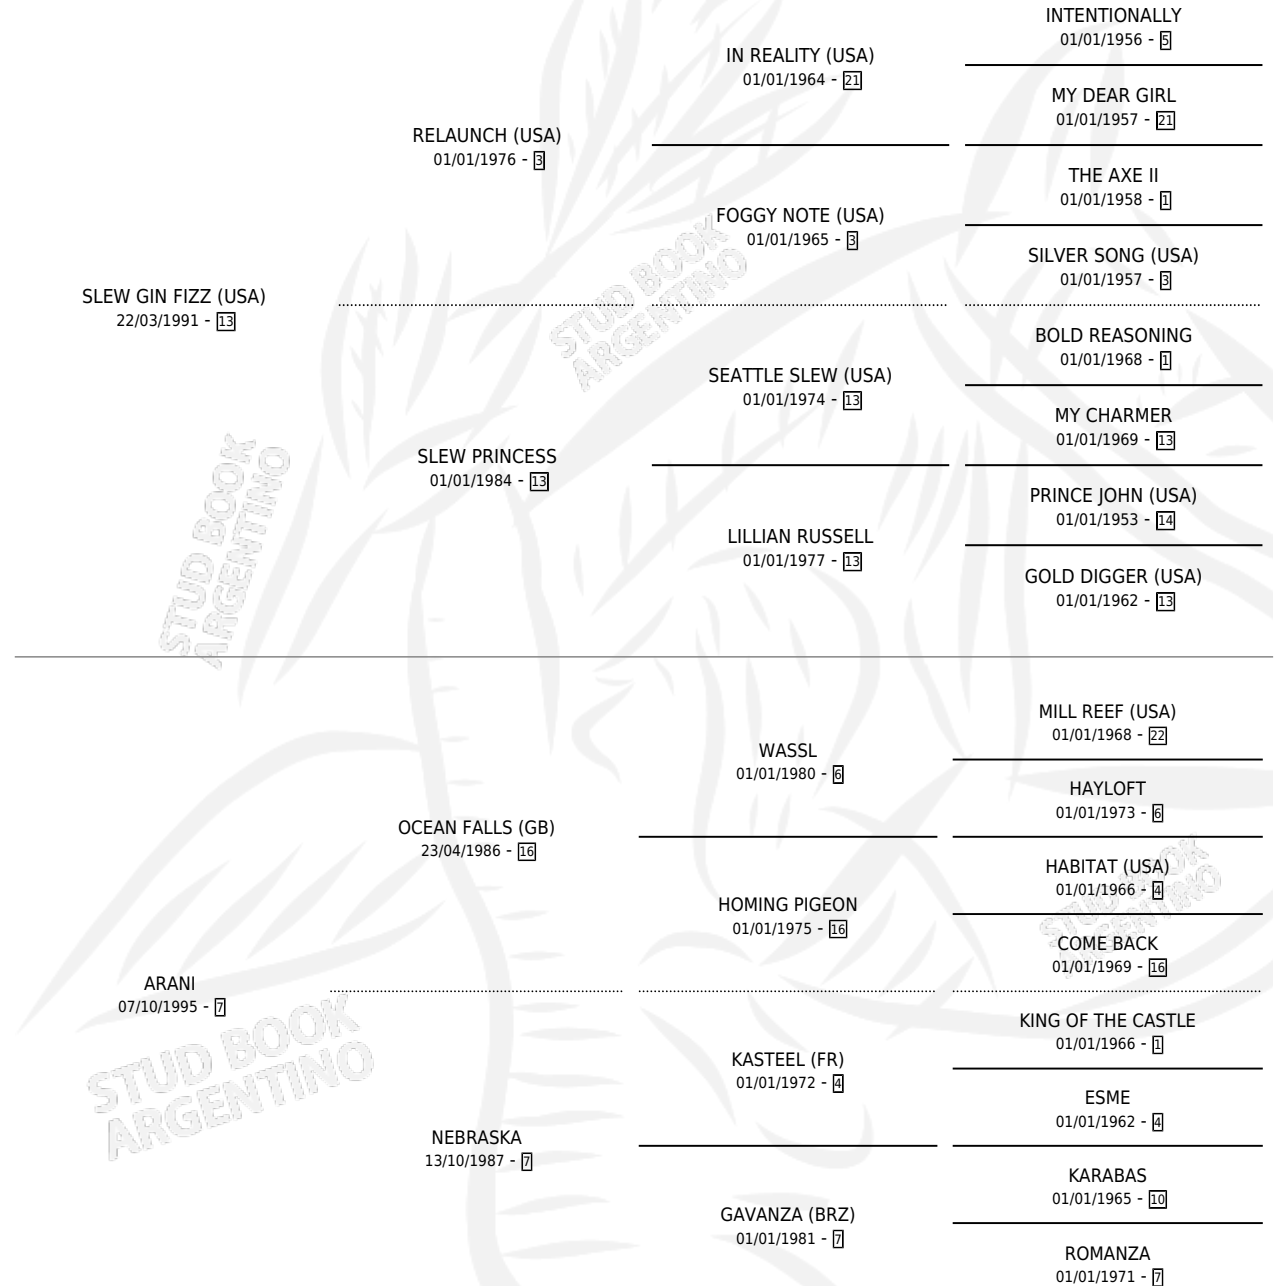 INTENTIONALLY
01/01/1956 - 5
IN REALITY (USA)
01/01/1964 - 21
MY DEAR GIRL
01/01/1957 - 21
RELAUNCH (USA)
01/01/1976 - 3
THE AXE II
01/01/1958 - 1
FOGGY NOTE (USA)
01/01/1965 - 3
SILVER SONG (USA)
01/01/1957 - 3
SLEW GIN FIZZ (USA)
22/03/1991 - 13
BOLD REASONING
01/01/1968 - 1
SEATTLE SLEW (USA)
01/01/1974 - 13
MY CHARMER
01/01/1969 - 13
SLEW PRINCESS
01/01/1984 - 13
PRINCE JOHN (USA)
01/01/1953 - 14
LILLIAN RUSSELL
01/01/1977 - 13
GOLD DIGGER (USA)
01/01/1962 - 13
MILL REEF (USA)
01/01/1968 - 22
WASSL
01/01/1980 - 6
HAYLOFT
01/01/1973 - 6
OCEAN FALLS (GB)
23/04/1986 - 16
HABITAT (USA)
01/01/1966 - 4
HOMING PIGEON
01/01/1975 - 16
COME BACK
01/01/1969 - 16
ARANI
07/10/1995 - 7
KING OF THE CASTLE
01/01/1966 - 1
KASTEEL (FR)
01/01/1972 - 4
ESME
01/01/1962 - 4
NEBRASKA
13/10/1987 - 7
KARABAS
01/01/1965 - 10
GAVANZA (BRZ)
01/01/1981 - 7
ROMANZA
01/01/1971 - 7
STUD BOOK
ARGENTINO
STUD BOOK
ARGENTINO
STUD BOOK
ARGENTINO
STUD BOOK
ARGENTINO